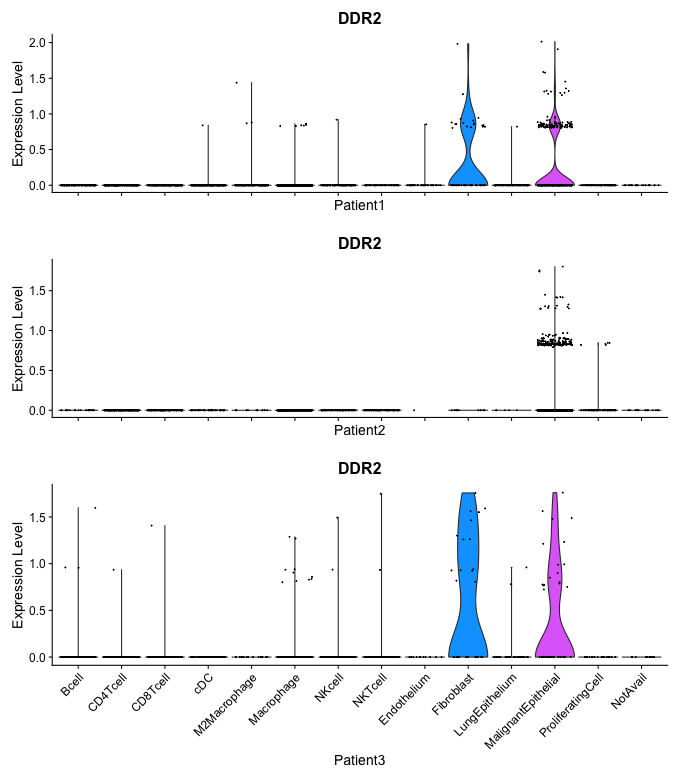 DDR2
Expression Level
2.0
1.5
1.0
0.5
0.0
Patient1
DDR2
Expression Level
1.5
1.0
0.5
0.0
Patient2
DDR2
Expression Level
1.5
1.0
0.5
0.0
Bcell
CD4Tcell
CD8Tcell
cDC
M2Macrophage
Macrophage
NKcell
NKTcell
Endothelium
Fibroblast
LungEpithelium
MalignantEpithelial
ProliferatingCell
NotAvail
Patient3